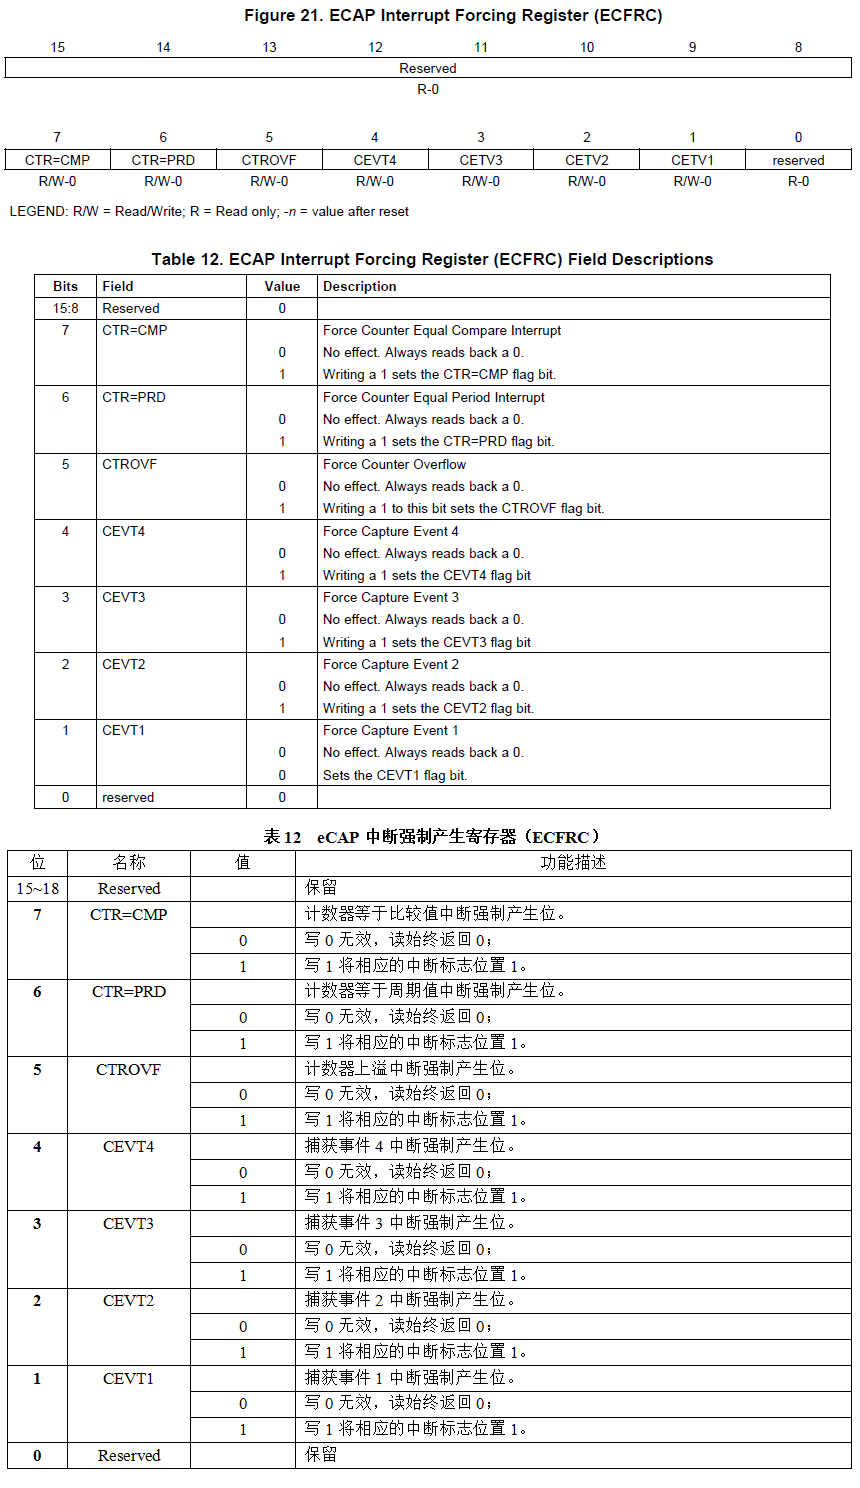 Figure 21. ECAP Interrupt Forcing Register (ECFRC)
15 14 13 12 11 10 9 8
Reserved
R-0
7 6 5 4 3 2 1 0
CTR=CMP CTR=PRD CTROVF CEVT4 CETV3 CETV2 CETV1 reserved
R/W-0 R/W-0 R/W-0 R/W-0 R/W-0 R/W-0 R/W-0 R-0
LEGEND: R/W = Read/Write; R = Read only; -n = value after reset
Table 12. ECAP Interrupt Forcing Register (ECFRC) Field Descriptions
Bits Field Value Description
15:8 Reserved 0
7 CTR=CMP Force Counter Equal Compare Interrupt
0 No effect. Always reads back a 0.
1 Writing a 1 sets the CTR=CMP flag bit.
6 CTR=PRD Force Counter Equal Period Interrupt
0 No effect. Always reads back a 0.
1 Writing a 1 sets the CTR=PRD flag bit.
5 CTROVF Force Counter Overflow
0 No effect. Always reads back a 0.
1 Writing a 1 to this bit sets the CTROVF flag bit.
4 CEVT4 Force Capture Event 4
0 No effect. Always reads back a 0.
1 Writing a 1 sets the CEVT4 flag bit
3 CEVT3 Force Capture Event 3
0 No effect. Always reads back a 0.
1 Writing a 1 sets the CEVT3 flag bit
2 CEVT2 Force Capture Event 2
0 No effect. Always reads back a 0.
1 Writing a 1 sets the CEVT2 flag bit.
1 CEVT1 Force Capture Event 1
0 No effect. Always reads back a 0.
0 Sets the CEVT1 flag bit.
0 reserved 0
表 12 eCAP 中断强制产生寄存器（ECFRC）
位 名称 值 功能描述
15~18 Reserved 保留
7 CTR=CMP 计数器等于比较值中断强制产生位。
0 写 0 无效，读始终返回 0；
1 写 1 将相应的中断标志位置 1。
6 CTR=PRD 计数器等于周期值中断强制产生位。
0 写 0 无效，读始终返回 0；
1 写 1 将相应的中断标志位置 1。
5 CTROVF 计数器上溢中断强制产生位。
0 写 0 无效，读始终返回 0；
1 写 1 将相应的中断标志位置 1。
4 CEVT4 捕获事件 4 中断强制产生位。
0 写 0 无效，读始终返回 0；
1 写 1 将相应的中断标志位置 1。
3 CEVT3 捕获事件 3 中断强制产生位。
0 写 0 无效，读始终返回 0；
1 写 1 将相应的中断标志位置 1。
2 CEVT2 捕获事件 2 中断强制产生位。
0 写 0 无效，读始终返回 0；
1 写 1 将相应的中断标志位置 1。
1 CEVT1 捕获事件 1 中断强制产生位。
0 写 0 无效，读始终返回 0；
1 写 1 将相应的中断标志位置 1。
0 Reserved 保留